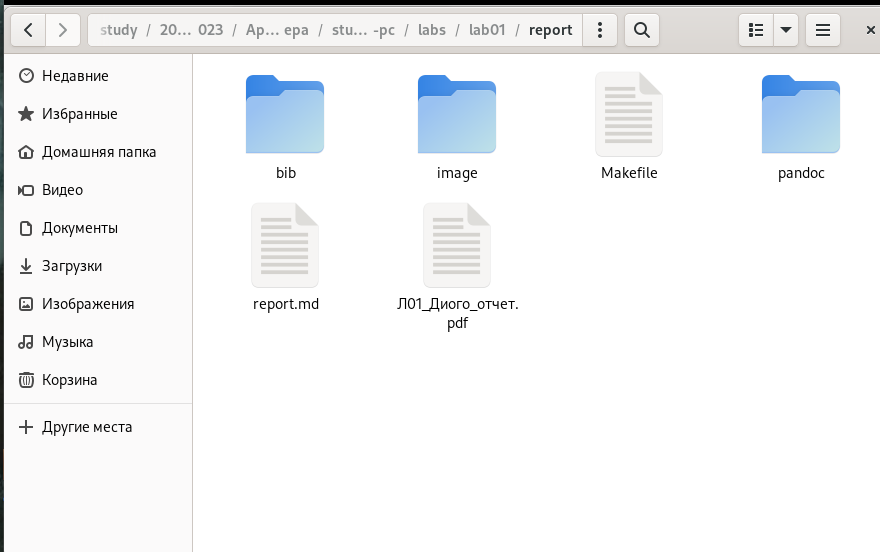 study / 20... 023 / Ар... ера / stu... -pc / labs / lab01 / report
Недавние
Избранные
Домашняя папка
Видео
Документы
Загрузки
Изображения
Музыка
Корзина
Другие места
bib
image
Makefile
pandoc
report.md
Л01_Диого_отчет.
pdf